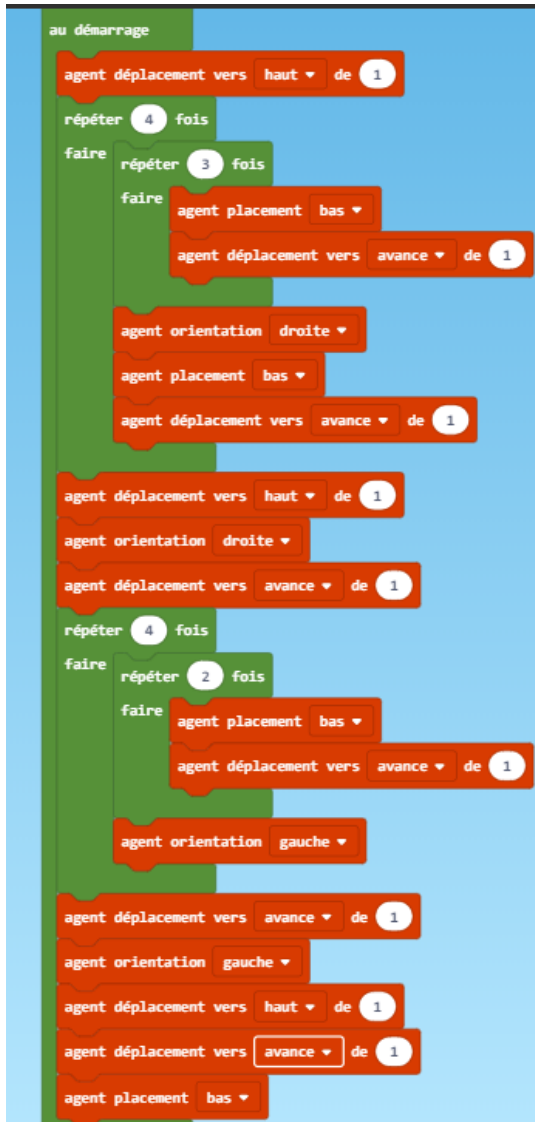 au démarrage
agent déplacement vers haut de 1
répéter 4 fois
faire
répéter 3 fois
faire
agent placement bas
agent déplacement vers avance de 1
agent orientation droite
agent placement bas
agent déplacement vers avance de 1
agent déplacement vers haut de 1
agent orientation droite
agent déplacement vers avance de 1
répéter 4 fois
faire
répéter 2 fois
faire
agent placement bas
agent déplacement vers avance de 1
agent orientation gauche
agent déplacement vers avance de 1
agent orientation gauche
agent déplacement vers haut de 1
agent déplacement vers avance de 1
agent placement bas